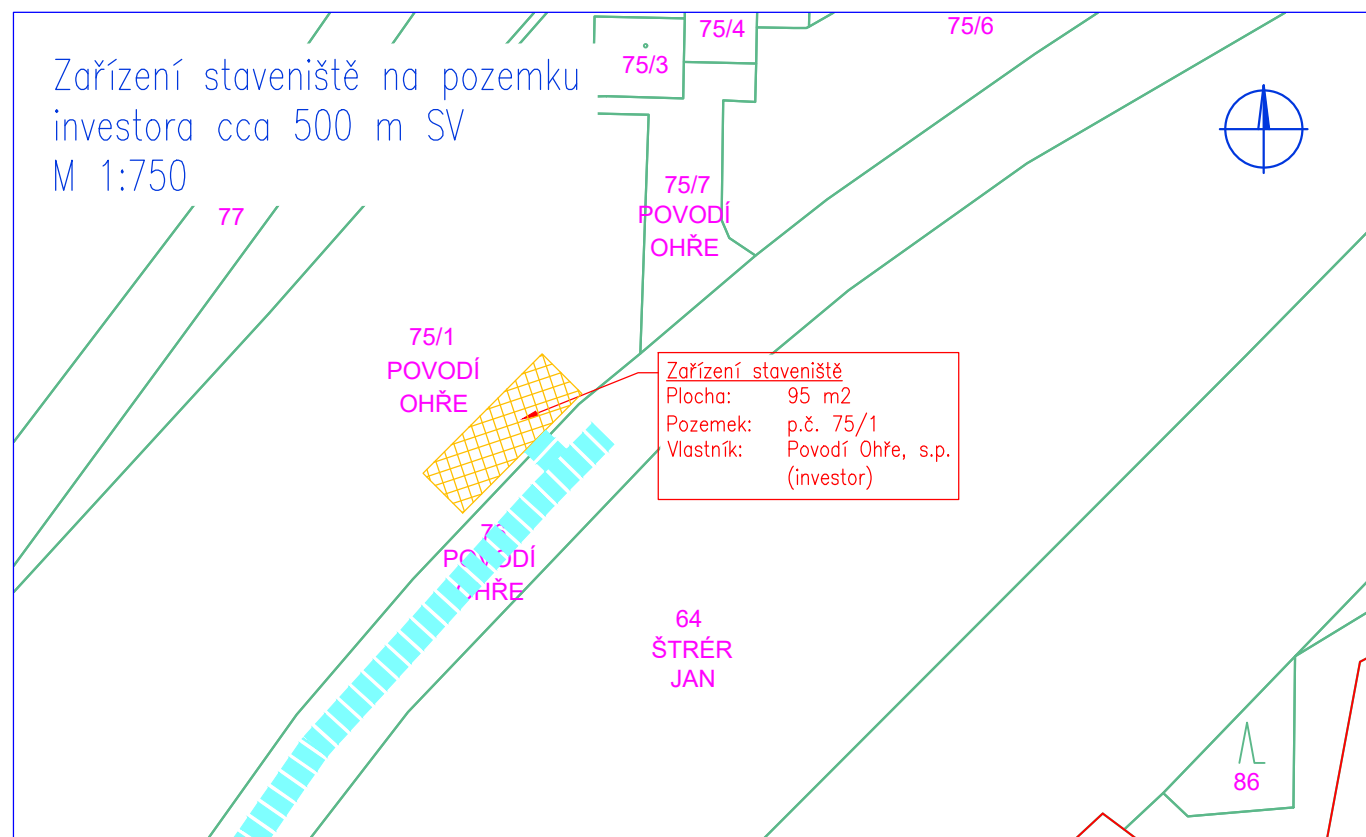 Zařízení staveniště na pozemku
investora cca 500 m SV
M 1:750
75/4
75/6
75/3
75/7
POVODÍ
OHŘE
77
75/1
POVODÍ
OHŘE
Zařízení staveniště
Plocha: 95 m2
Pozemek: p.č. 75/1
Vlastník: Povodí Ohře, s.p.
(investor)
POVODÍ
OHŘE
64
ŠTRÉR
JAN
86